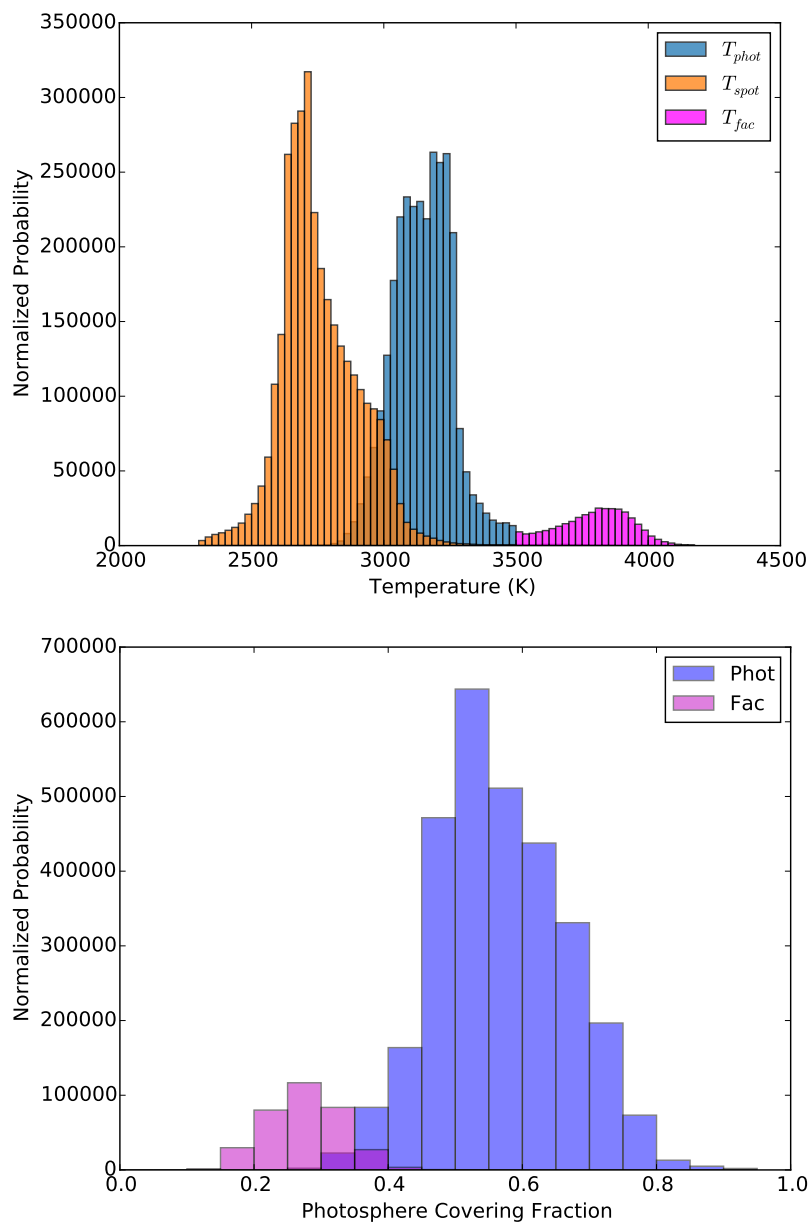 350000
300000
250000
200000
150000
100000
50000
0
Normalized Probability
2000 2500 3000 3500 4000 4500
Temperature (K)
T_phot
T_spot
T_fac
700000
600000
500000
400000
300000
200000
100000
0
Normalized Probability
0.0 0.2 0.4 0.6 0.8 1.0
Photosphere Covering Fraction
Phot
Fac